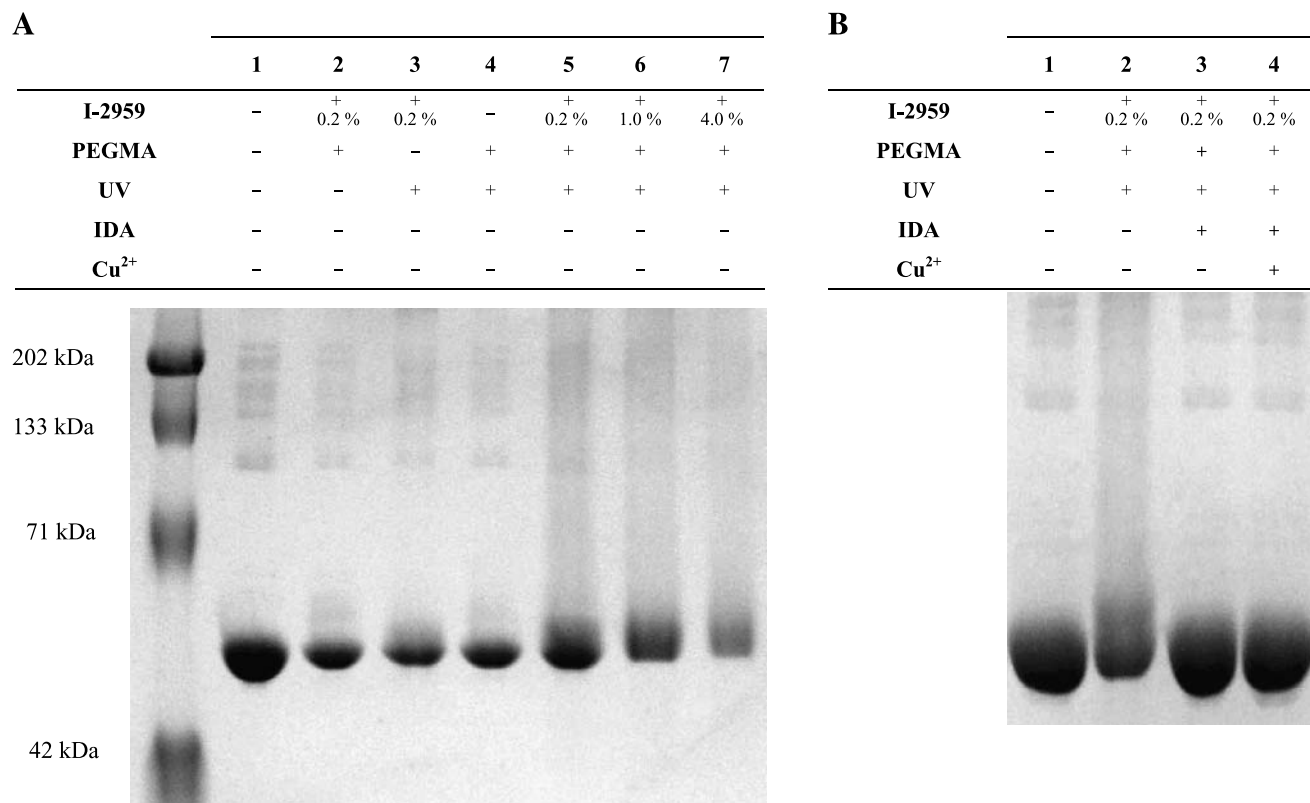 A
B
1 2 3 4 5 6 7
1 2 3 4
I-2959 – + 0.2 % + 0.2 % – + 0.2 % + 1.0 % + 4.0 %
I-2959 – + 0.2 % + 0.2 % + 0.2 %
PEGMA – + – + + + +
PEGMA – + + +
UV – – + + + + +
UV – + + +
IDA – – – – – – –
IDA – – + +
Cu²⁺ – – – – – – –
Cu²⁺ – – – +
202 kDa
133 kDa
71 kDa
42 kDa